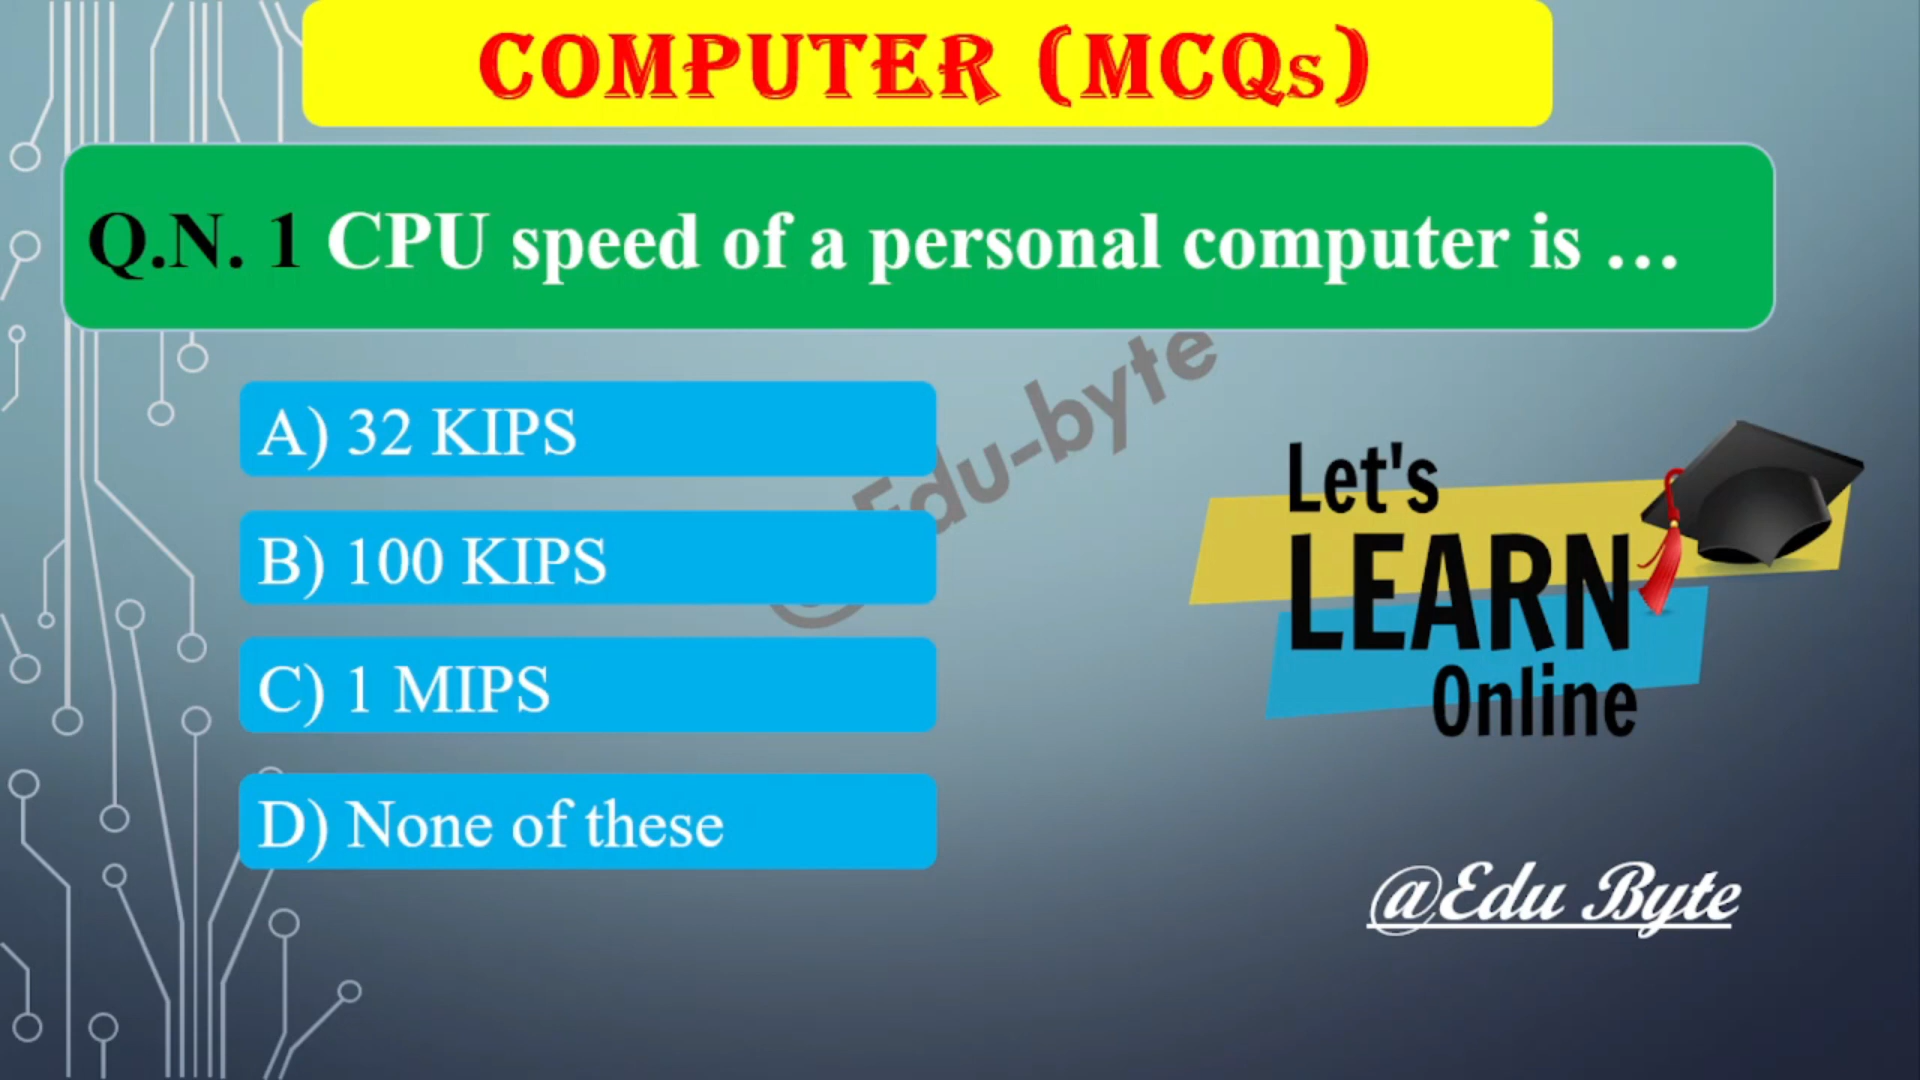 COMPUTER (MCQs)
Q.N. 1 CPU speed of a personal computer is …
A) 32 KIPS
B) 100 KIPS
C) 1 MIPS
D) None of these
@Edu-byte
Let's
LEARN
Online
@Edu Byte